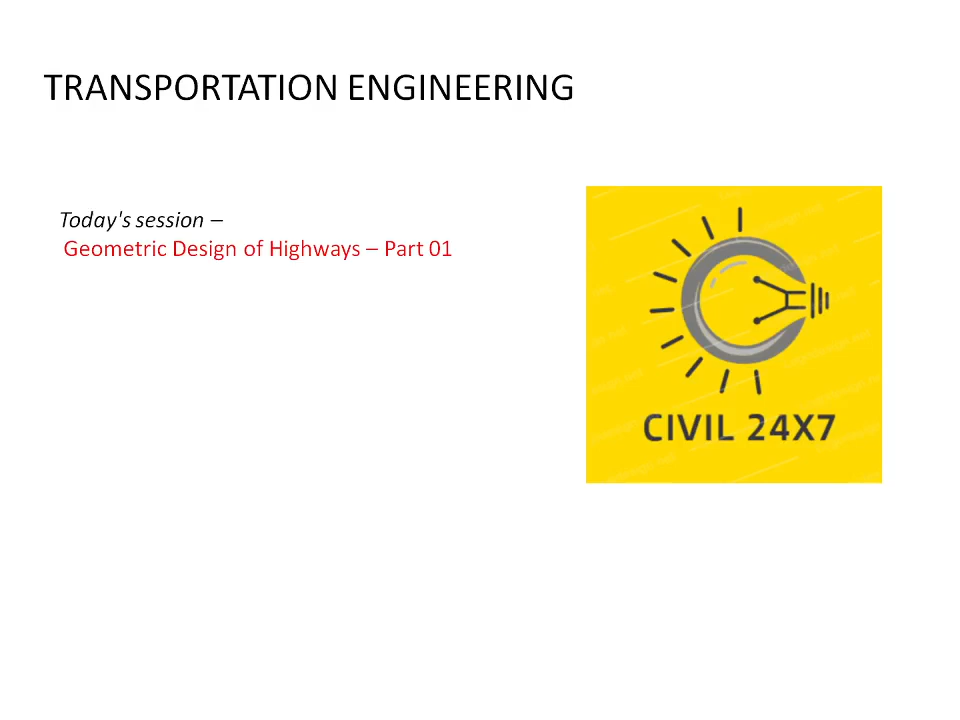 TRANSPORTATION ENGINEERING
Today's session –
Geometric Design of Highways – Part 01
CIVIL 24X7